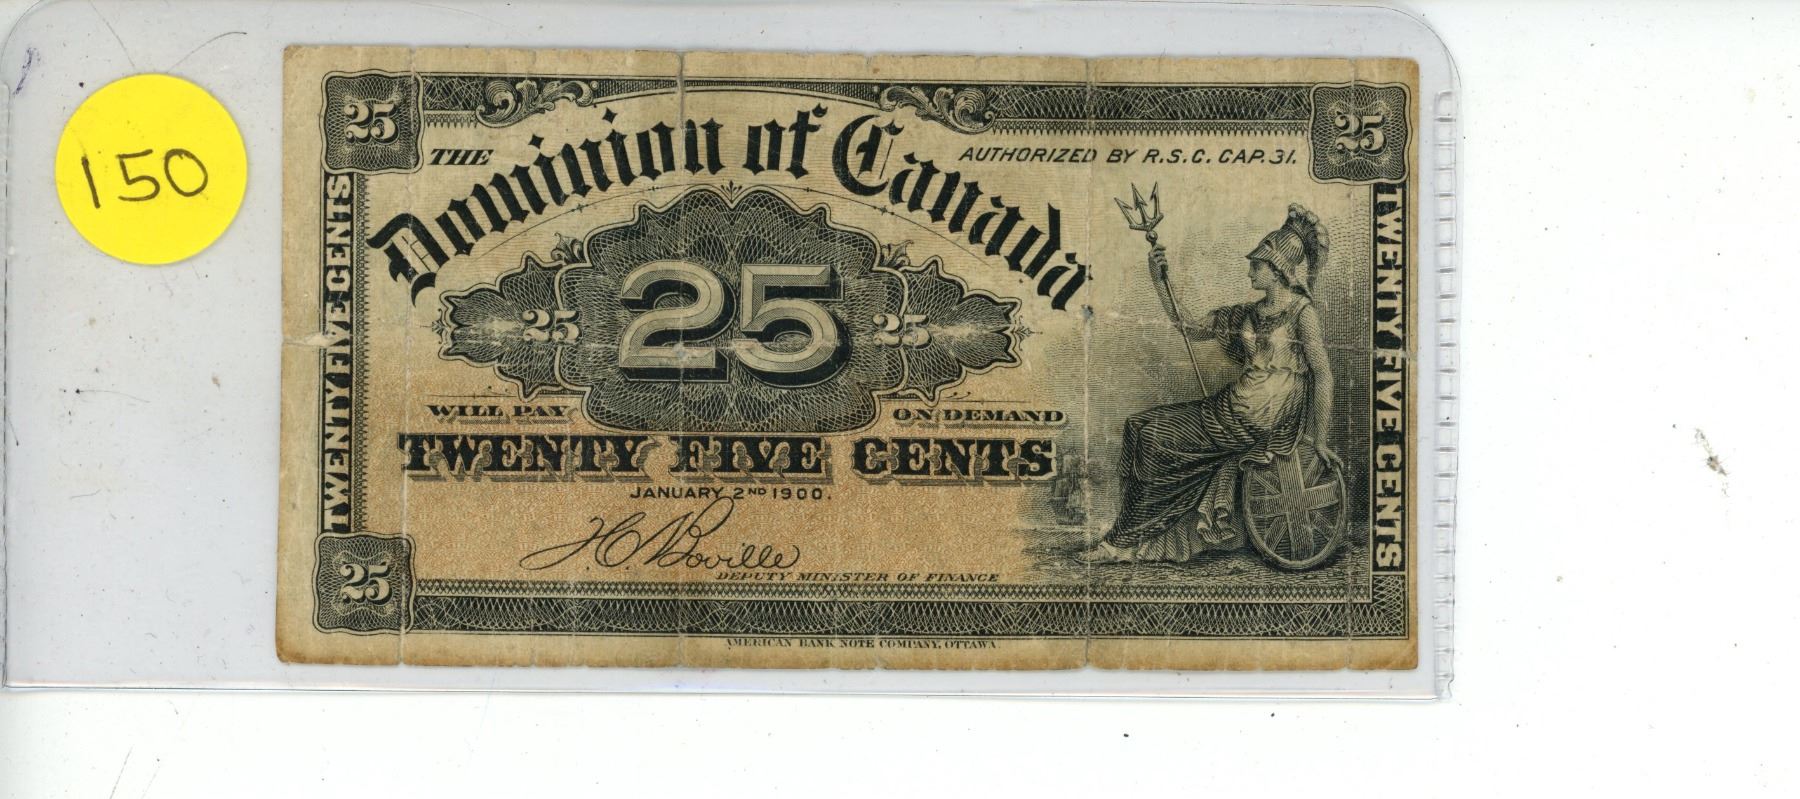 150
25
25
THE
Dominion of Canada
AUTHORIZED BY R.S.C. CAP. 31.
TWENTY FIVE CENTS
25
25
25
TWENTY FIVE CENTS
WILL PAY
ON DEMAND
TWENTY FIVE CENTS
JANUARY 2ND 1900.
H.C. Boville
DEPUTY MINISTER OF FINANCE
25
AMERICAN BANK NOTE COMPANY, OTTAWA.